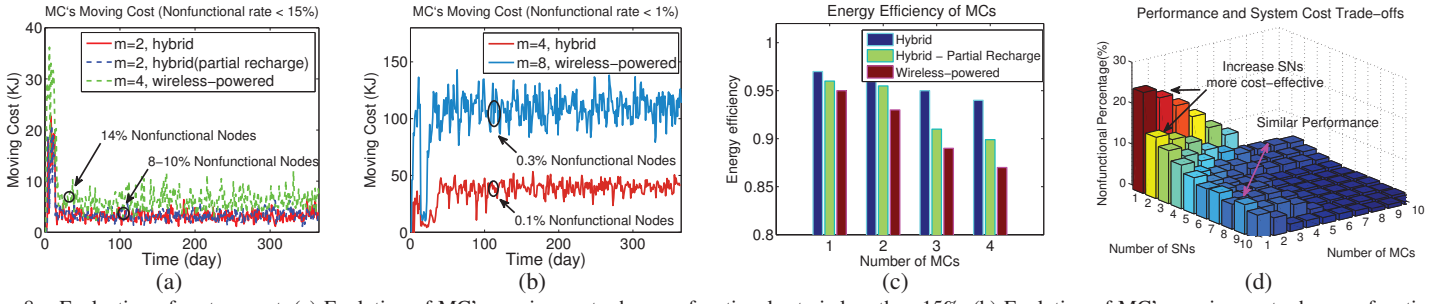 MC's Moving Cost (Nonfunctional rate < 15%)
40
30
20
10
0
Moving Cost (KJ)
m=2, hybrid
m=2, hybrid(partial recharge)
m=4, wireless-powered
14% Nonfunctional Nodes
8-10% Nonfunctional Nodes
0 100 200 300
Time (day)
(a)
MC's Moving Cost (Nonfunctional rate < 1%)
150
100
50
0
Moving Cost (KJ)
m=4, hybrid
m=8, wireless-powered
0.3% Nonfunctional Nodes
0.1% Nonfunctional Nodes
0 100 200 300
Time (day)
(b)
Energy Efficiency of MCs
1
0.95
0.9
0.85
0.8
Energy efficiency
Hybrid
Hybrid - Partial Recharge
Wireless-powered
1 2 3 4
Number of MCs
(c)
Performance and System Cost Trade-offs
30
20
10
0
Nonfunctional Percentage(%)
Increase SNs
more cost-effective
Similar Performance
1 2 3 4 5 6 7 8 9 10
Number of SNs
1 2 3 4 5 6 7 8 9 10
Number of MCs
(d)